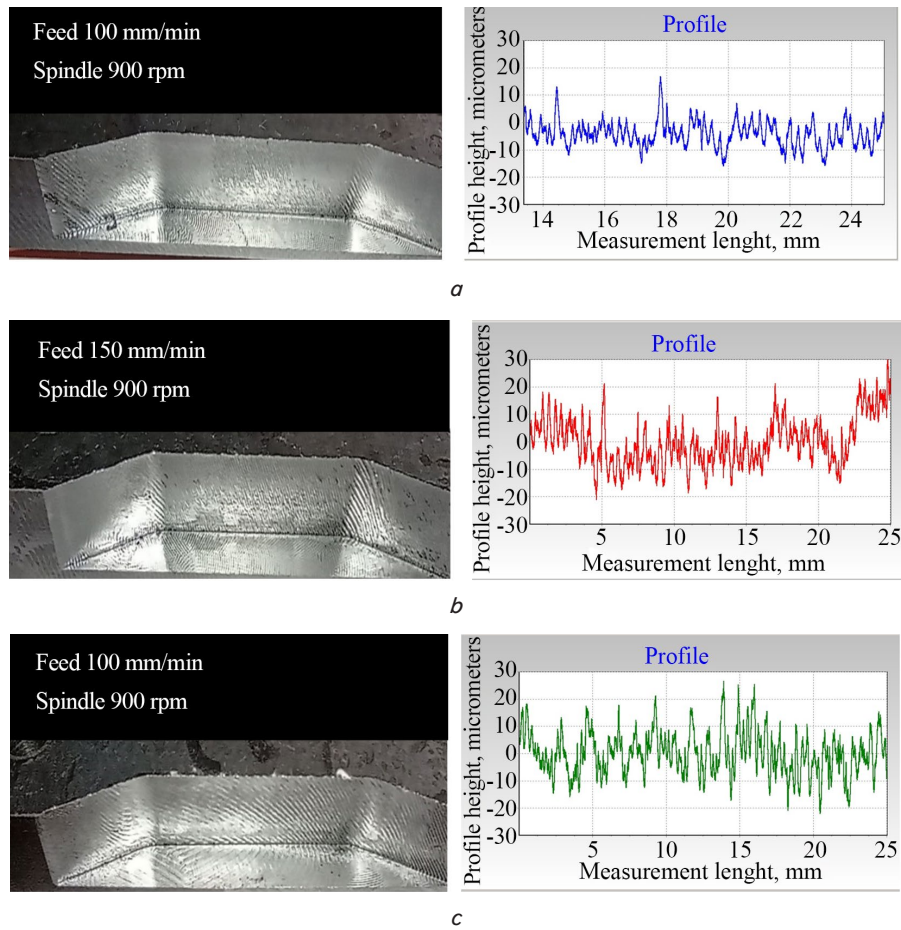 Feed 100 mm/min
Spindle 900 rpm
Profile
Profile height, micrometers
30
20
10
0
-10
-20
-30
14 16 18 20 22 24
Measurement lenght, mm
a
Feed 150 mm/min
Spindle 900 rpm
Profile
Profile height, micrometers
30
20
10
0
-10
-20
-30
5 10 15 20 25
Measurement lenght, mm
b
Feed 100 mm/min
Spindle 900 rpm
Profile
Profile height, micrometers
30
20
10
0
-10
-20
-30
5 10 15 20 25
Measurement lenght, mm
c